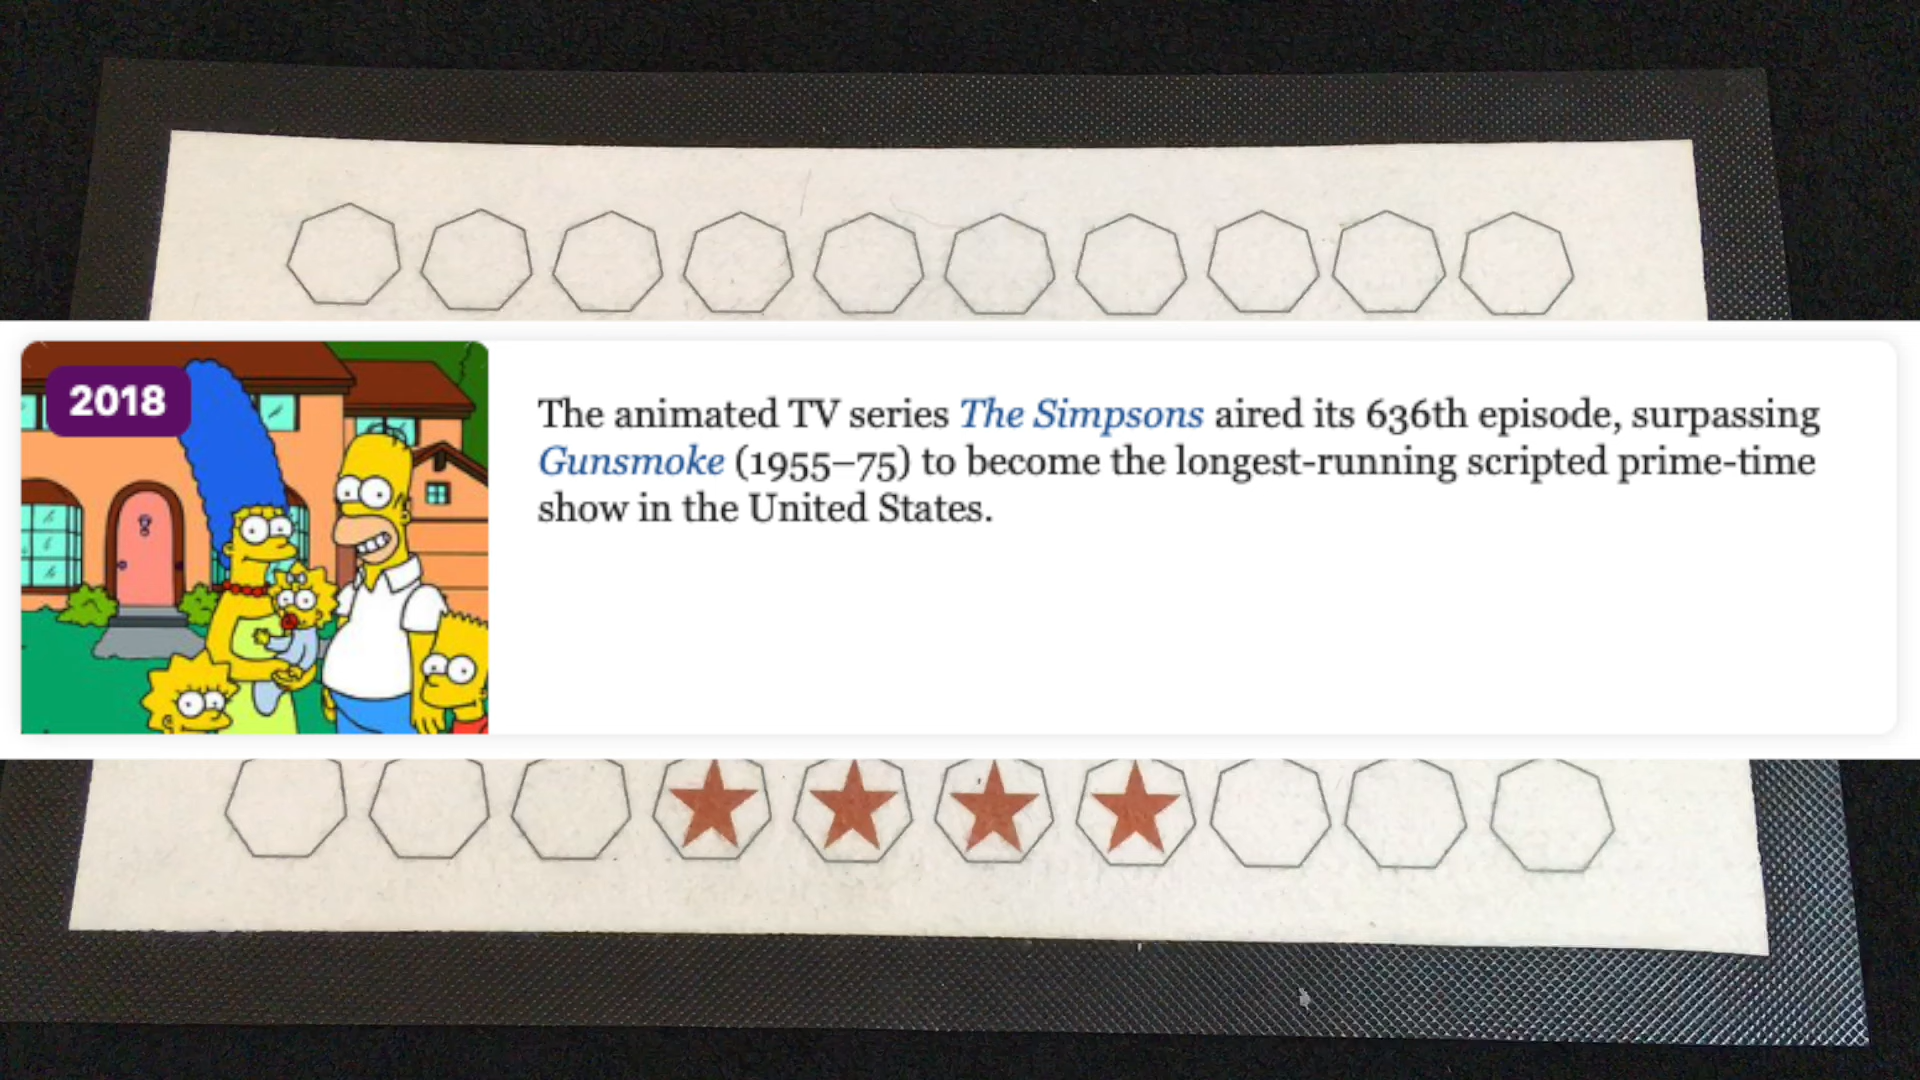 2018
The animated TV series The Simpsons aired its 636th episode, surpassing
Gunsmoke (1955–75) to become the longest-running scripted prime-time
show in the United States.